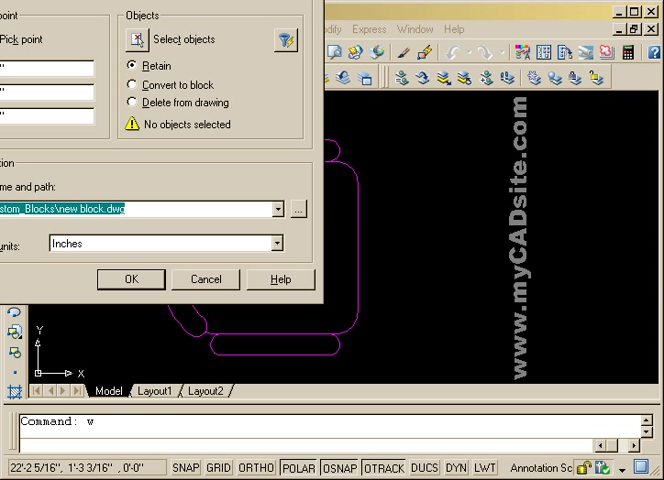 point
Objects
Pick point
Select objects
Retain
Convert to block
Delete from drawing
No objects selected
tion
me and path:
stom_Blocks\new block.dwg
...
units:
Inches
OK
Cancel
Help
dify
Express
Window
Help
www.myCADsite.com
Y
X
Model
Layout1
Layout2
Command: w
22'-2 5/16", 1'-3 3/16" , 0'-0"
SNAP
GRID
ORTHO
POLAR
OSNAP
OTRACK
DUCS
DYN
LWT
Annotation Sc